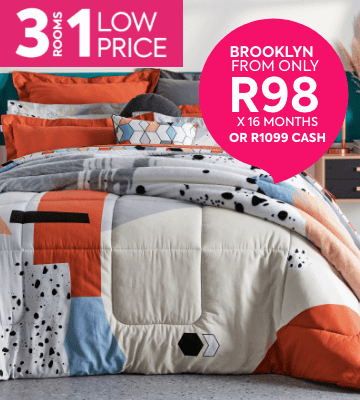 3 ROOMS 1 LOW
PRICE
BROOKLYN
FROM ONLY
R98
X 16 MONTHS
OR R1099 CASH